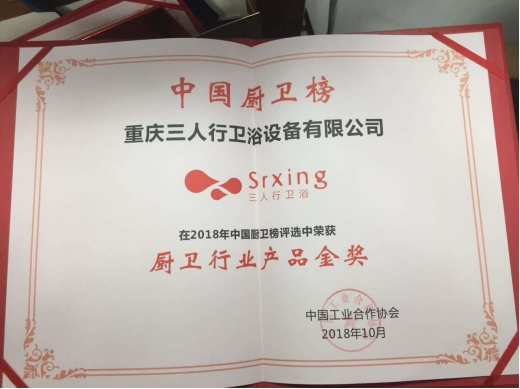 中国厨卫榜
重庆三人行卫浴设备有限公司
Srxing
三人行卫浴
在2018年中国厨卫榜评选中荣获
厨卫行业产品金奖
中国工业合作协会
2018年10月